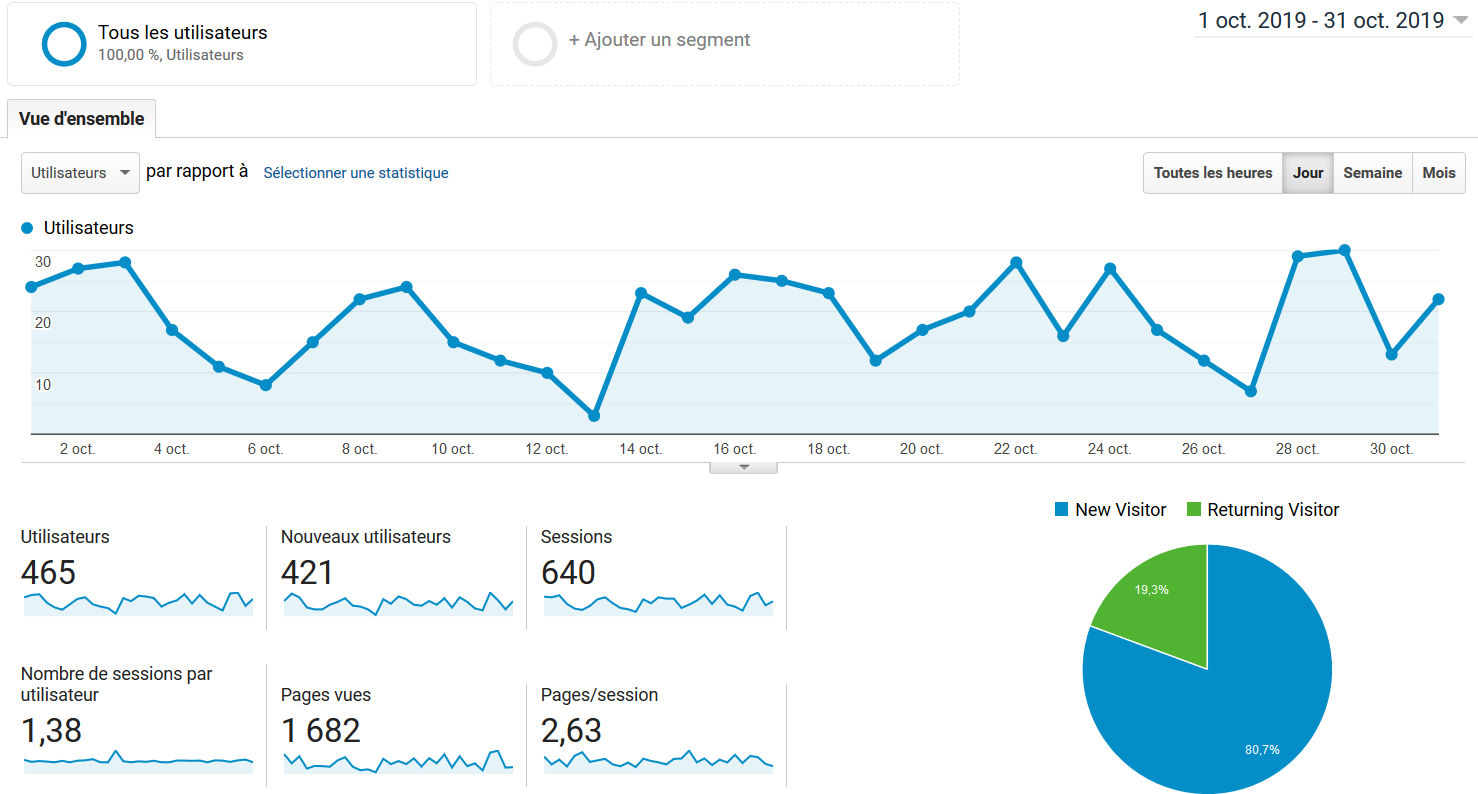 Tous les utilisateurs
100,00 %, Utilisateurs
+ Ajouter un segment
1 oct. 2019 - 31 oct. 2019
Vue d'ensemble
Utilisateurs par rapport à Sélectionner une statistique
Toutes les heures Jour Semaine Mois
Utilisateurs
30
20
10
2 oct. 4 oct. 6 oct. 8 oct. 10 oct. 12 oct. 14 oct. 16 oct. 18 oct. 20 oct. 22 oct. 24 oct. 26 oct. 28 oct. 30 oct.
Utilisateurs
465
Nouveaux utilisateurs
421
Sessions
640
Nombre de sessions par
utilisateur
1,38
Pages vues
1 682
Pages/session
2,63
New Visitor Returning Visitor
19,3%
80,7%